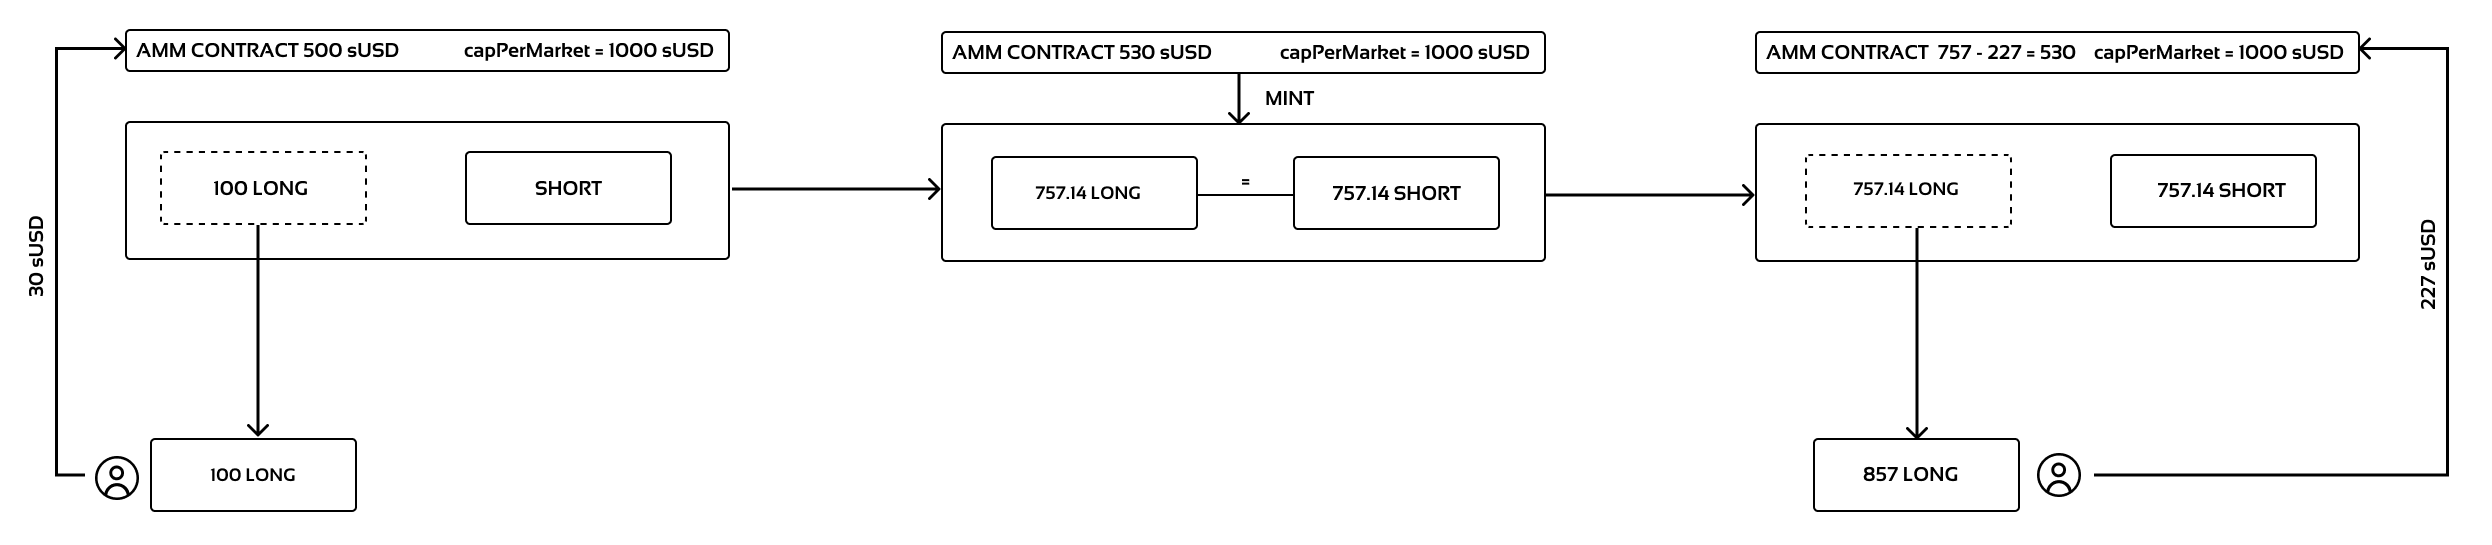 AMM CONTRACT 500 sUSD capPerMarket = 1000 sUSD
100 LONG
SHORT
30 sUSD
100 LONG
AMM CONTRACT 530 sUSD capPerMarket = 1000 sUSD
MINT
757.14 LONG
=
757.14 SHORT
AMM CONTRACT 757 - 227 = 530 capPerMarket = 1000 sUSD
757.14 LONG
757.14 SHORT
227 sUSD
857 LONG